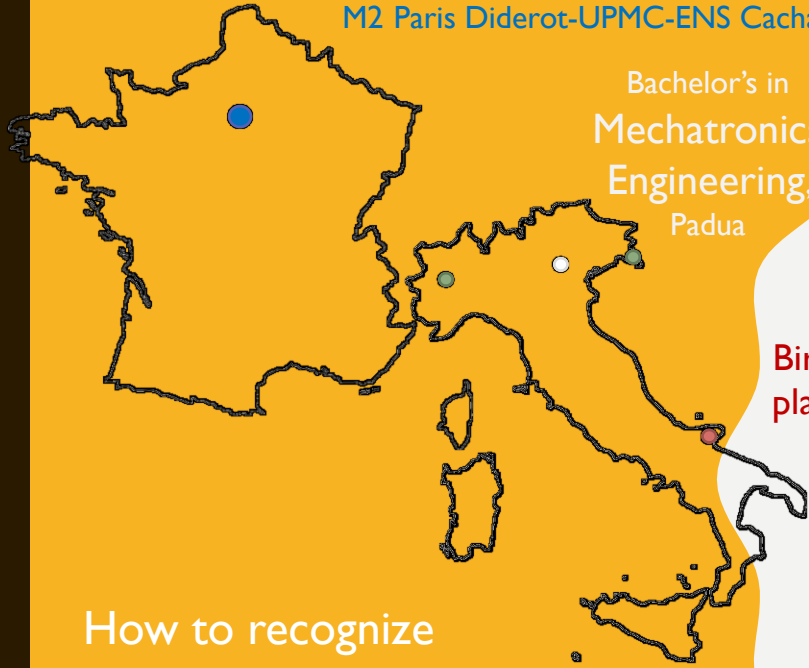 M2 Paris Diderot-UPMC-ENS
Bachelor's in
Mechatronic
Engineering,
Padua
How to recognize